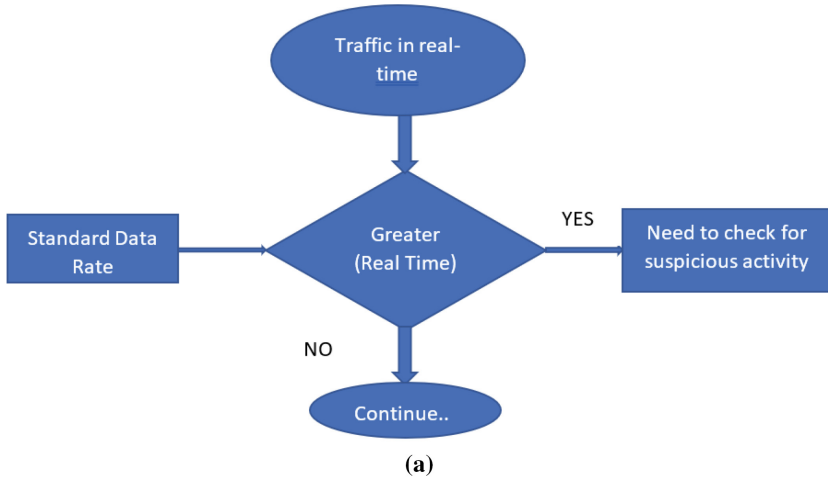 Traffic in real-
time
Standard Data
Rate
Greater
(Real Time)
YES
Need to check for
suspicious activity
NO
Continue..
(a)